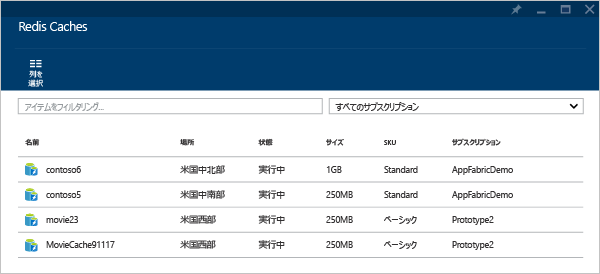 Redis Caches
列を
選択
アイテムをフィルタリング...
すべてのサブスクリプション
名前 場所 状態 サイズ SKU サブスクリプション
contoso6 米国中北部 実行中 1GB Standard AppFabricDemo
contoso5 米国中南部 実行中 250MB Standard AppFabricDemo
movie23 米国西部 実行中 250MB ベーシック Prototype2
MovieCache91117 米国西部 実行中 250MB ベーシック Prototype2